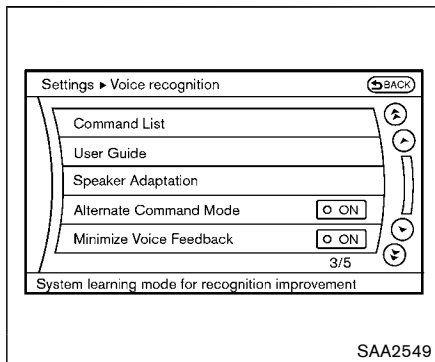 Settings ▸ Voice recognition BACK
Command List
User Guide
Speaker Adaptation
Alternate Command Mode ON
Minimize Voice Feedback ON
3/5
System learning mode for recognition improvement
SAA2549